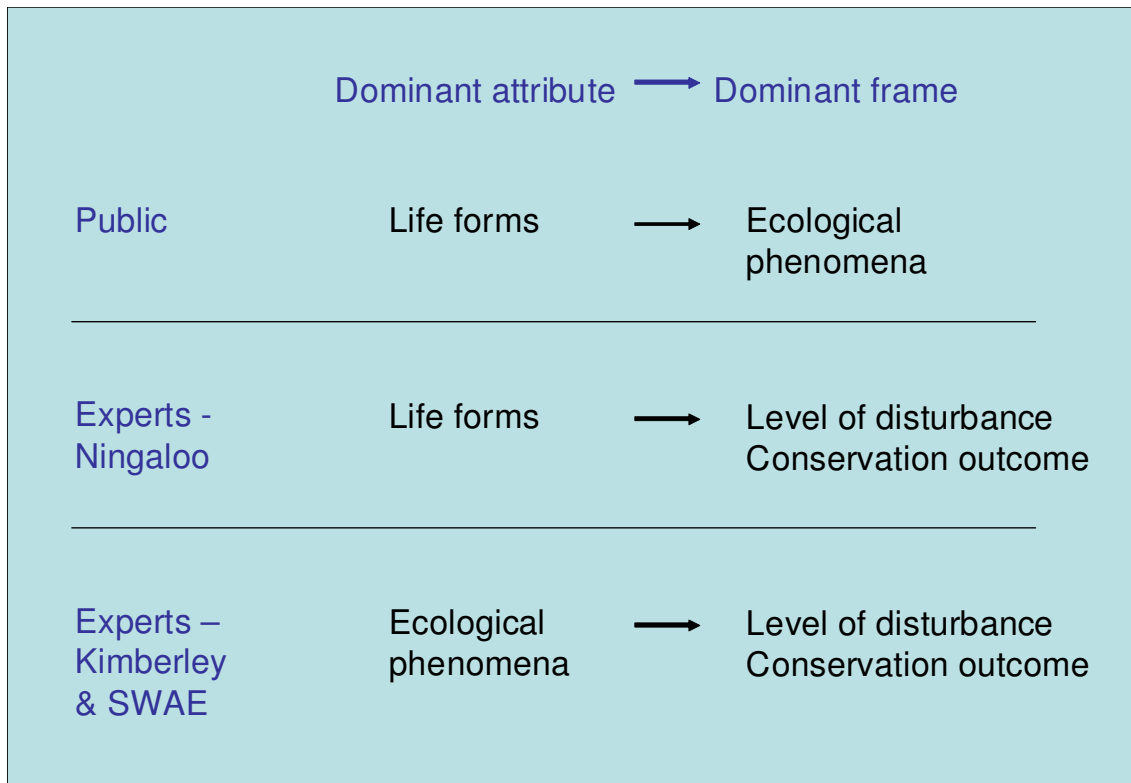 Dominant attribute Dominant frame
Public Life forms Ecological
phenomena
Experts - Life forms Level of disturbance
Ningaloo Conservation outcome
Experts – Ecological Level of disturbance
Kimberley phenomena Conservation outcome
& SWAE